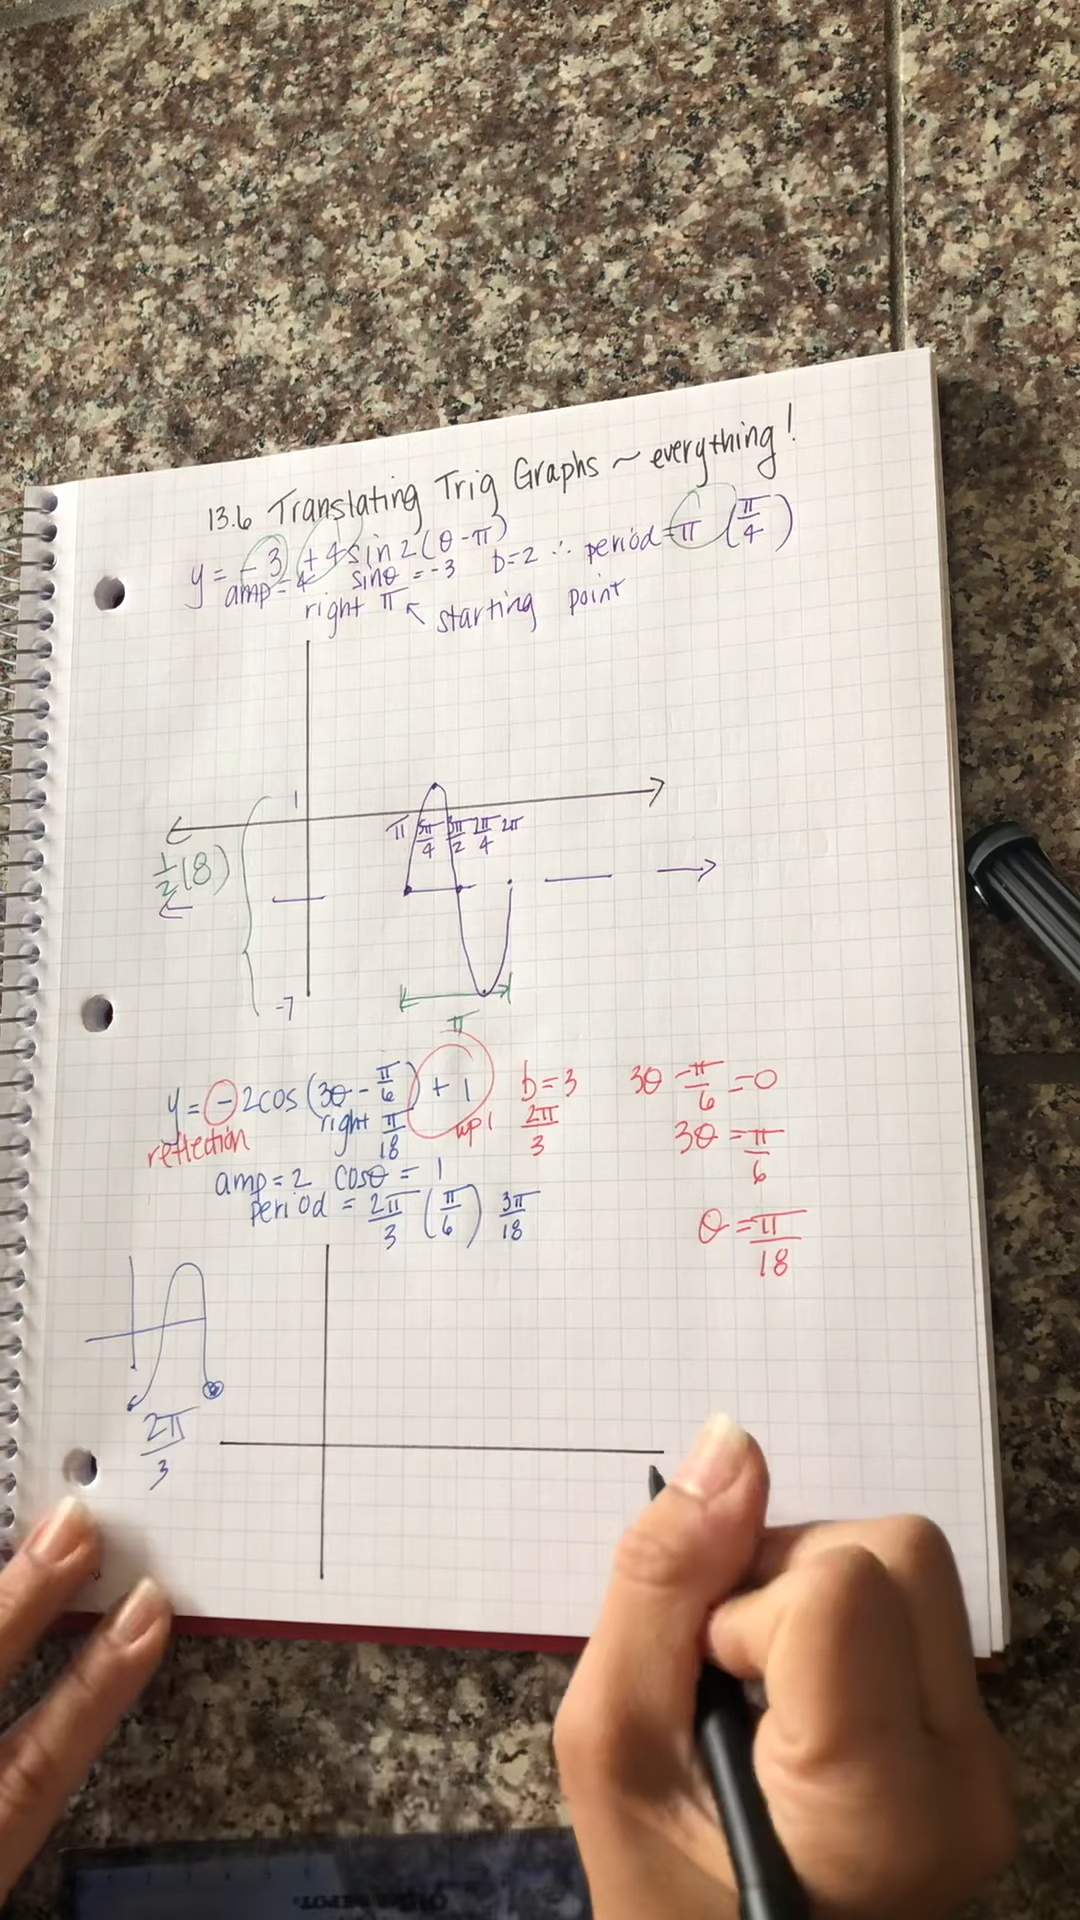 13.6 Translating Trig Graphs ~ everything!
y = -3 + 4 sin 2(θ - π)
amp = 4 sinθ = -3 b=2 ∴ period = π (π/4)
right π ↖ starting point
1
π 5π/4 3π/2 7π/4 2π
1/2(8)
-7
π
y = -2cos(3θ - π/6) + 1 b=3 3θ - π/6 = 0
reflection right π/18 up 1 2π/3 3θ = π/6
amp = 2 cosθ = 1
period = 2π/3 (π/6) 3π/18 θ = π/18
2π/3